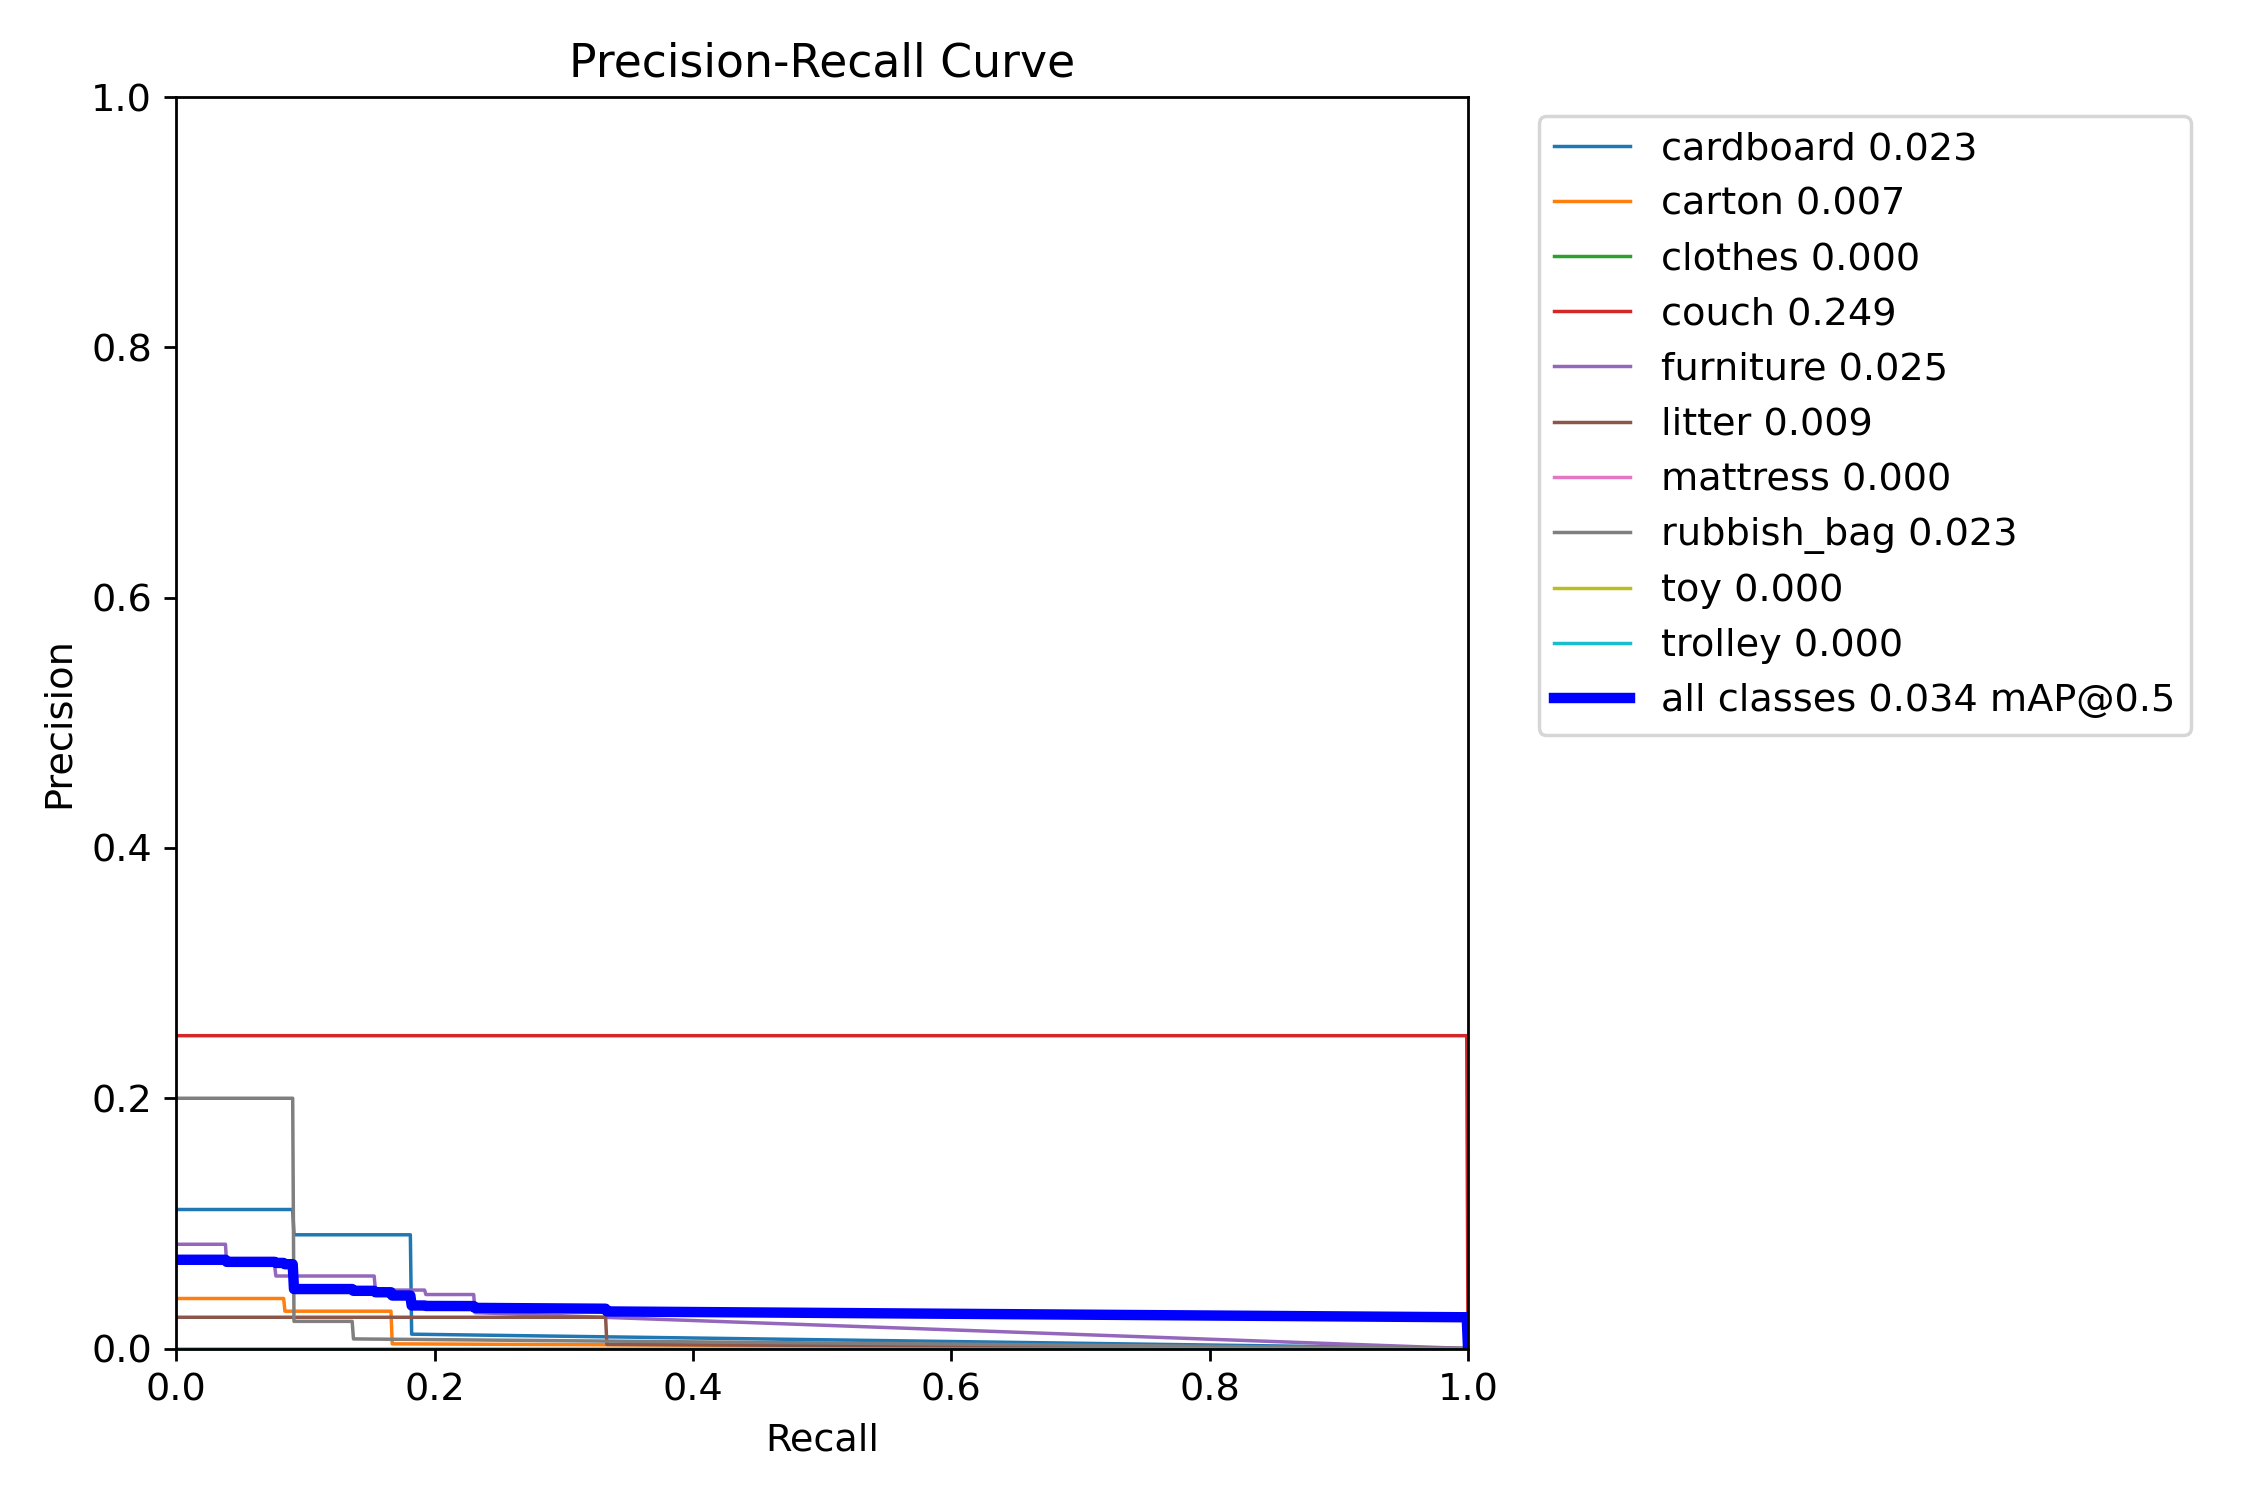 Precision-Recall Curve
1.0
0.8
0.6
0.4
0.2
0.0
Precision
0.0 0.2 0.4 0.6 0.8 1.0
Recall
cardboard 0.023
carton 0.007
clothes 0.000
couch 0.249
furniture 0.025
litter 0.009
mattress 0.000
rubbish_bag 0.023
toy 0.000
trolley 0.000
all classes 0.034 mAP@0.5